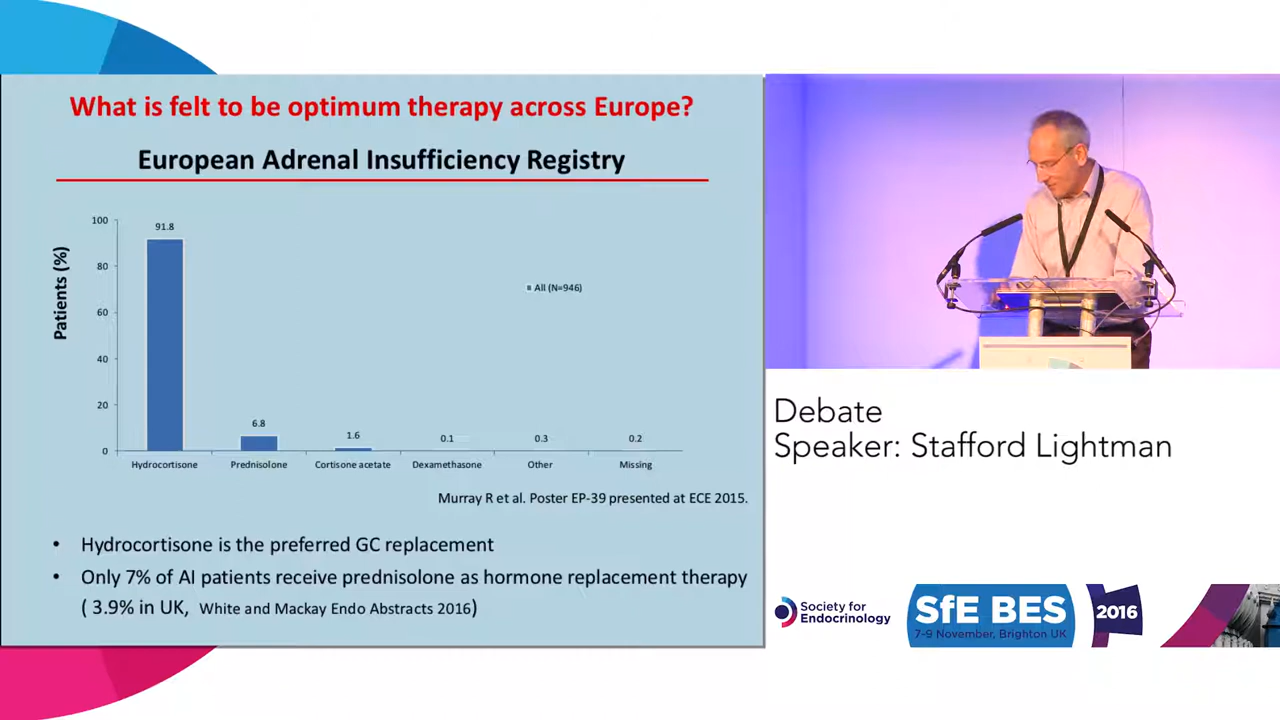 What is felt to be optimum therapy across Europe?
European Adrenal Insufficiency Registry
Patients (%)
100
80
60
40
20
0
91.8
6.8
1.6
0.1
0.3
0.2
All (N=946)
Hydrocortisone
Prednisolone
Cortisone acetate
Dexamethasone
Other
Missing
Murray R et al. Poster EP-39 presented at ECE 2015.
• Hydrocortisone is the preferred GC replacement
• Only 7% of AI patients receive prednisolone as hormone replacement therapy
( 3.9% in UK, White and Mackay Endo Abstracts 2016)
Debate
Speaker: Stafford Lightman
Society for
Endocrinology
SfE BES
7-9 November, Brighton UK
2016